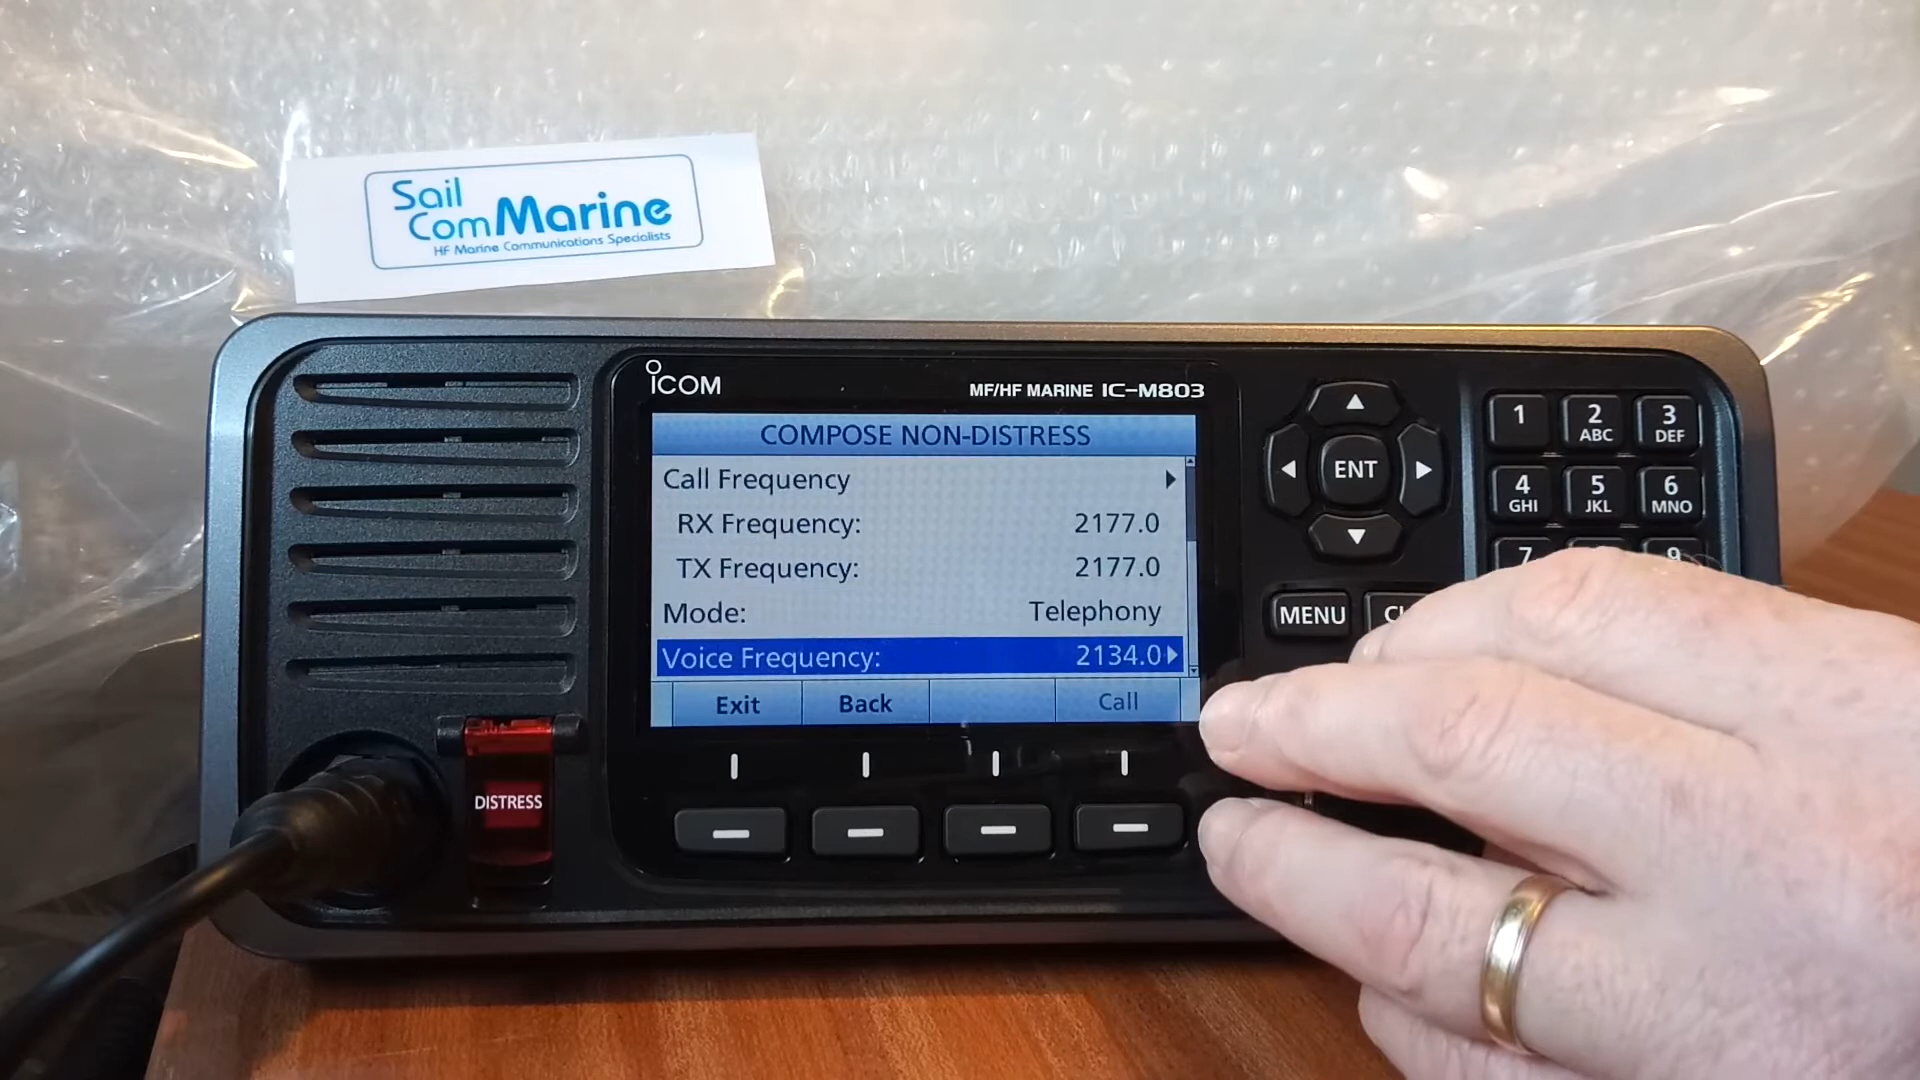 Sail
ComMarine
HF Marine Communications Specialists
ICOM
MF/HF MARINE IC-M803
COMPOSE NON-DISTRESS
Call Frequency
RX Frequency: 2177.0
TX Frequency: 2177.0
Mode: Telephony
Voice Frequency: 2134.0
Exit Back Call
DISTRESS
ENT
MENU
1 2 ABC 3 DEF
4 GHI 5 JKL 6 MNO
7 9